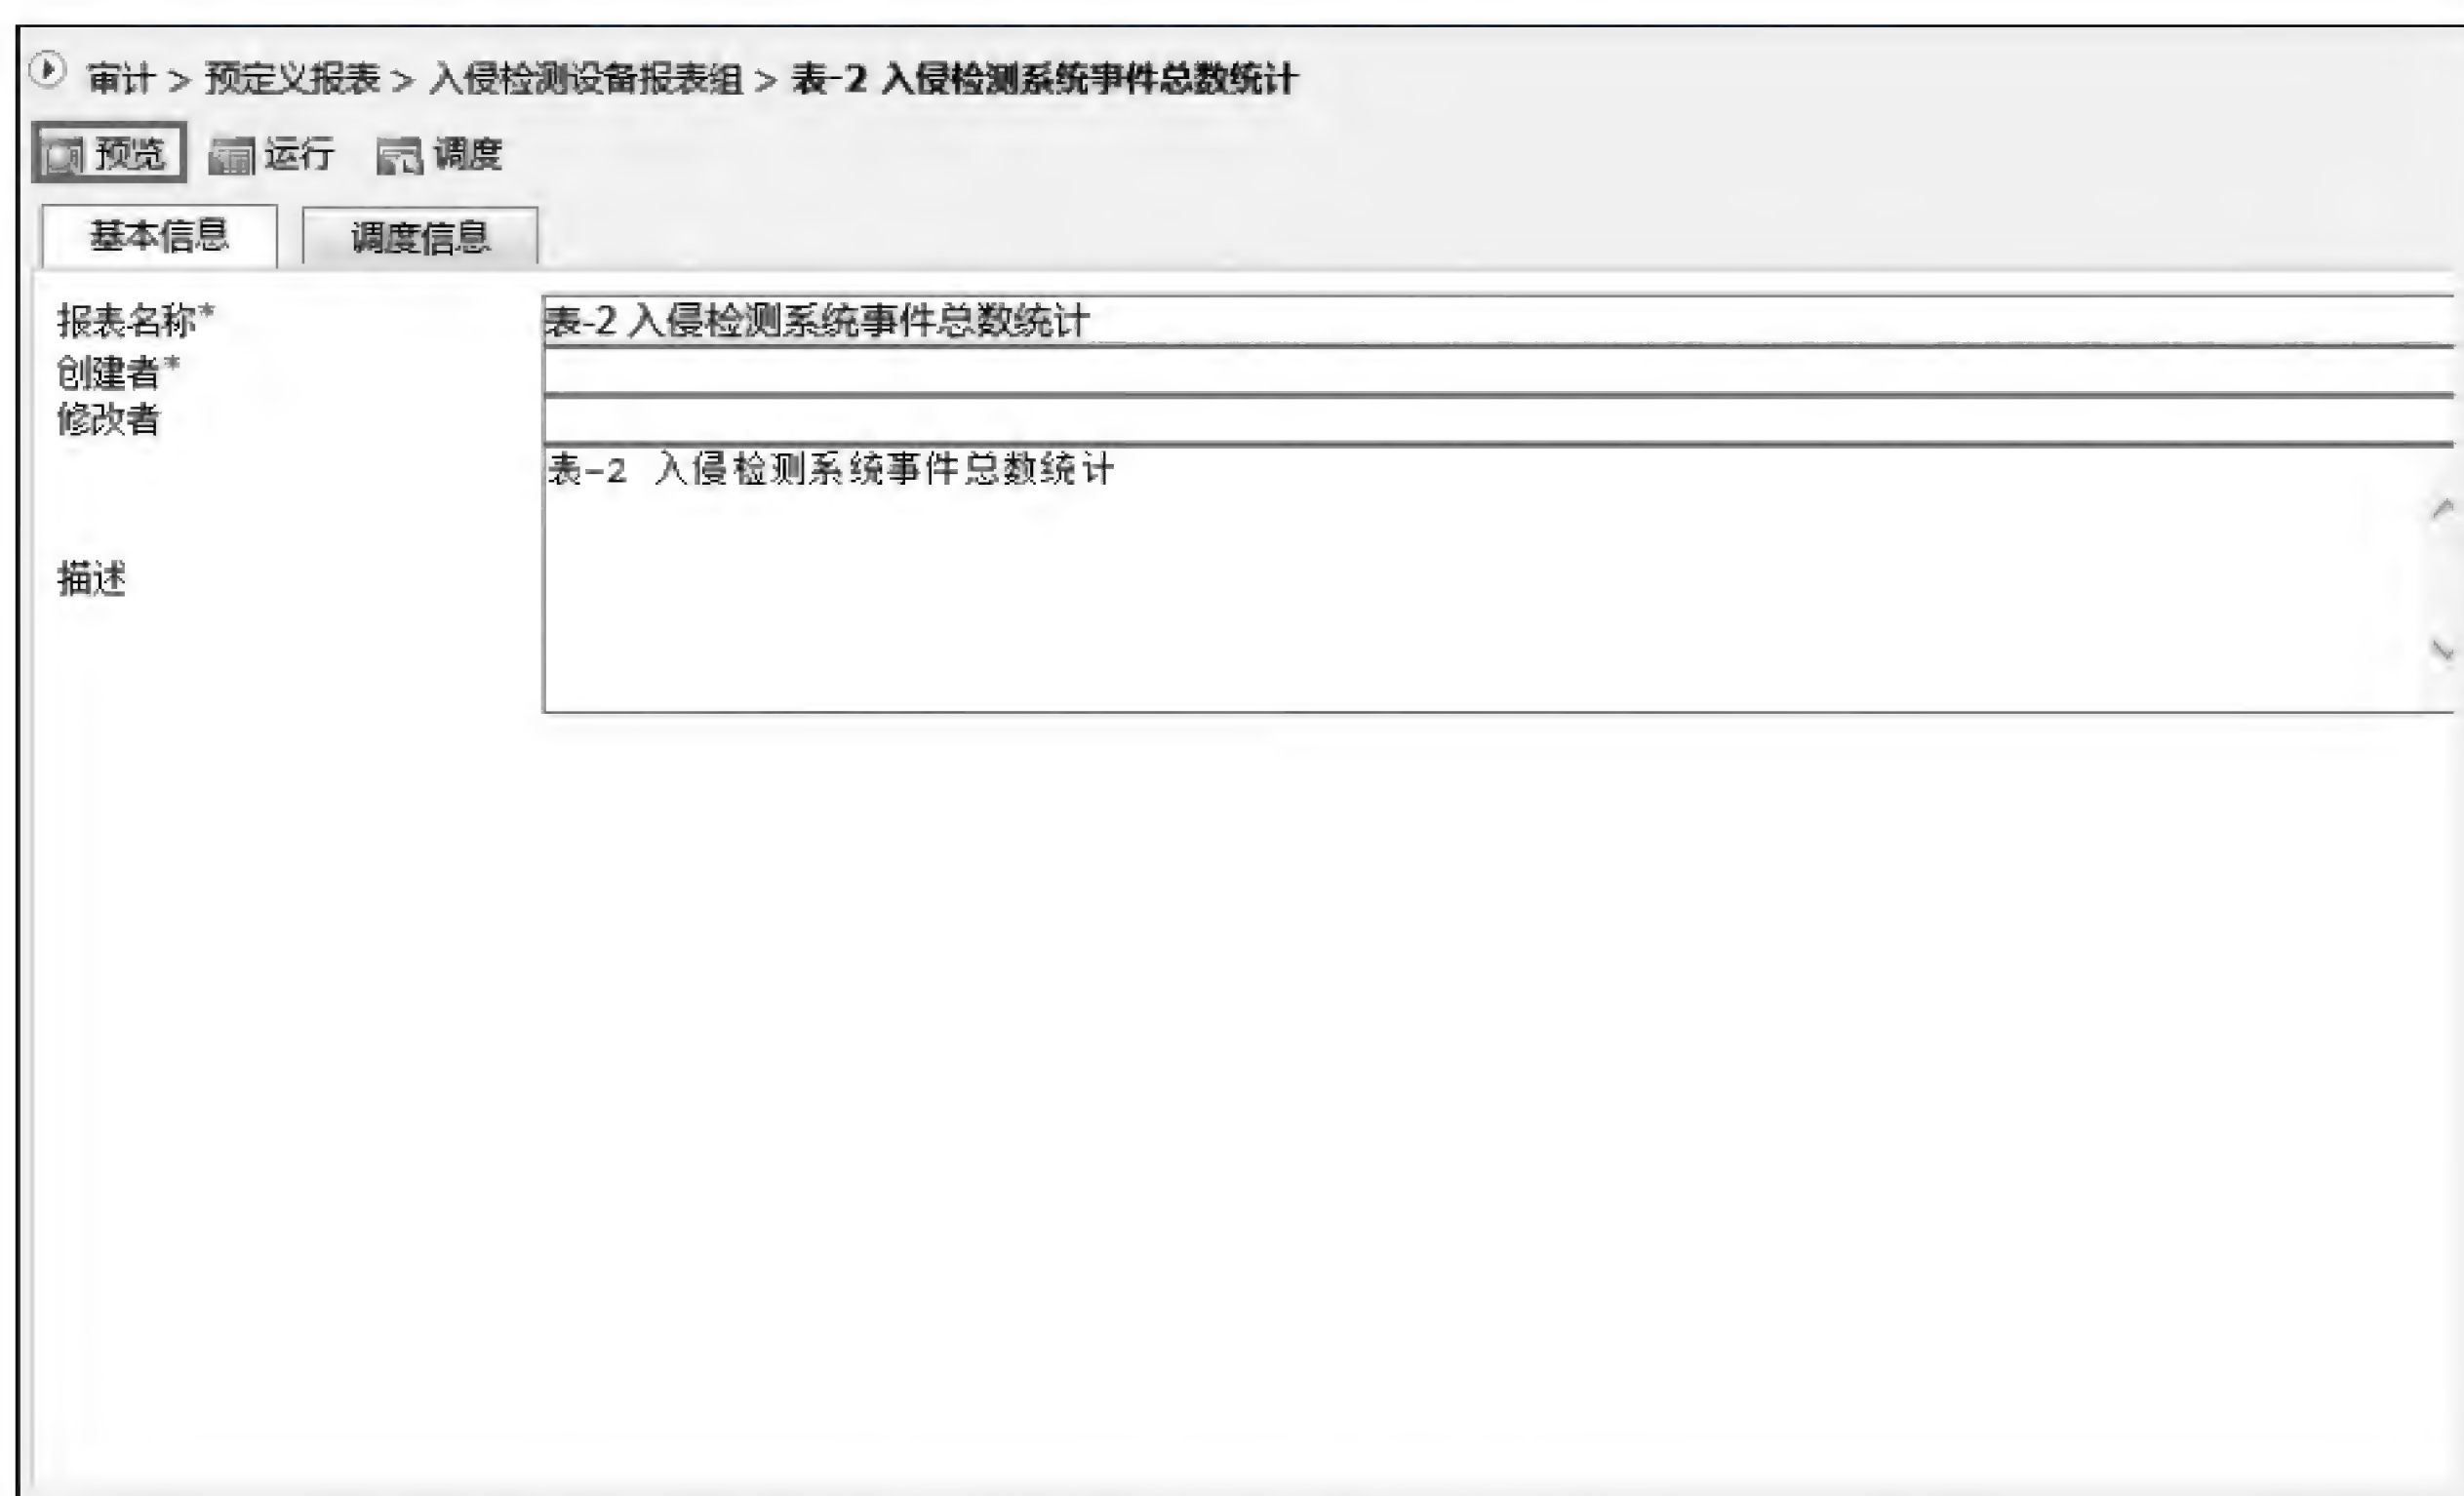 审计 > 预定义报表 > 入侵检测设备报表组 > 表-2 入侵检测系统事件总数统计
预览 运行 调度
基本信息 调度信息
报表名称* 表-2 入侵检测系统事件总数统计
创建者*
修改者
表-2 入侵检测系统事件总数统计
描述